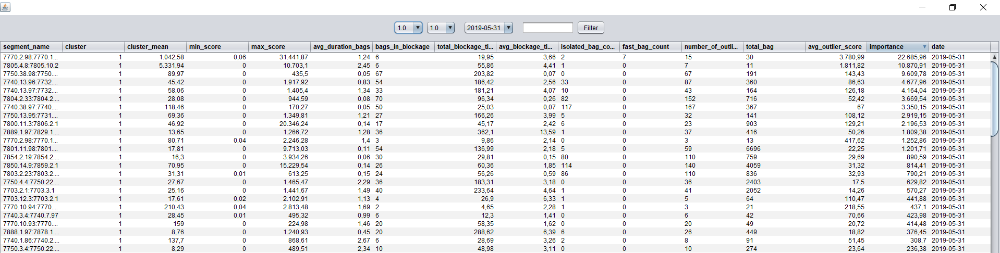 1.0 1.0 2019-05-31 Filter
segment_name cluster cluster_mean min_score max_score avg_duration_bags bags_in_blockage total_blockage_ti... avg_blockage_ti... isolated_bag_co... fast_bag_count number_of_outli... total_bag avg_outlier_score importance date
7770.2.98:7770.1... 1 1.042,58 0,06 31.441,87 1,24 6 19,95 3,66 2 7 15 30 3.780,99 22.685,96 2019-05-31
7805.4.8:7805.10.2 1 5.331,94 0 10.703,1 2,45 6 55,86 4,41 1 0 7 11 1.811,82 10.870,91 2019-05-31
7750.38.98:7750.... 1 89,97 0 435,5 0,05 67 203,82 0,07 0 0 67 191 143,43 9.609,78 2019-05-31
7740.13.96:7732.... 1 45,42 0 1.917,92 0,83 54 186,42 2,56 33 0 87 360 86,63 4.677,96 2019-05-31
7740.13.97:7732.... 1 58,06 0 1.405,4 1,34 33 181,21 4,07 10 0 43 164 126,18 4.164,04 2019-05-31
7804.2.33:7804.2.... 1 28,08 0 944,59 0,08 70 96,34 0,26 82 0 152 716 52,42 3.669,54 2019-05-31
7740.38.97:7740.... 1 118,46 0 170,27 0,05 50 25,03 0,07 117 0 167 367 67 3.350,15 2019-05-31
7750.13.95:7731.... 1 69,36 0 1.349,81 1,21 27 166,26 3,99 5 0 32 141 108,12 2.919,15 2019-05-31
7800.11.3:7806.2.1 1 46,92 0 20.346,24 0,14 17 45,17 2,42 6 0 23 903 129,21 2.196,53 2019-05-31
7889.1.97:7829.1.... 1 13,65 0 1.266,72 1,28 36 362,1 13,59 1 0 37 416 50,26 1.809,38 2019-05-31
7770.2.98:7770.1... 1 80,71 0,04 2.246,28 1,4 3 9,86 2,14 0 0 3 13 417,62 1.252,86 2019-05-31
7801.11.98:7801.... 1 17,81 0 9.713,03 0,11 54 136,99 2,18 5 0 59 6696 22,25 1.201,71 2019-05-31
7854.2.19:7854.2.... 1 16,3 0 3.934,26 0,06 30 29,81 0,15 80 0 110 759 29,69 890,59 2019-05-31
7850.14.9:7859.2.1 1 70,95 0 15.229,54 0,14 26 60,36 1,85 114 0 140 4059 31,32 814,41 2019-05-31
7803.2.23:7803.2.... 1 31,31 0,01 613,25 0,15 24 56,26 0,59 86 0 110 836 32,93 790,21 2019-05-31
7750.4.4:7750.22.... 1 27,67 0 1.465,47 2,29 36 183,31 3,18 0 0 36 2403 17,5 629,82 2019-05-31
7703.2.1:7703.3.1 1 25,16 0 1.441,67 1,49 40 233,64 4,64 1 0 41 2052 14,26 570,27 2019-05-31
7703.12.3:7703.2.1 1 17,61 0,02 2.102,91 1,13 4 26,9 6,33 1 0 5 64 110,47 441,88 2019-05-31
7770.10.94:7770.... 1 210,43 0,04 2.813,48 1,69 2 4,65 2,28 1 0 3 21 218,55 437,1 2019-05-31
7740.3.4:7740.7.97 1 28,45 0,01 495,32 0,99 6 12,3 1,41 0 0 6 42 70,66 423,98 2019-05-31
7770.10.93:7770.... 1 159 0 224,98 1,46 20 58,35 1,62 0 0 20 49 20,72 414,48 2019-05-31
7888.1.97:7878.1.... 1 8,76 0 1.240,93 0,45 20 288,62 6,39 6 0 26 449 18,82 376,45 2019-05-31
7740.1.86:7740.2.... 1 137,7 0 868,61 2,67 6 28,69 3,26 2 0 8 91 51,45 308,7 2019-05-31
7750.3.4:7750.22.... 1 8,29 0 489,51 2,34 10 48,98 3,11 0 0 10 274 23,64 236,38 2019-05-31